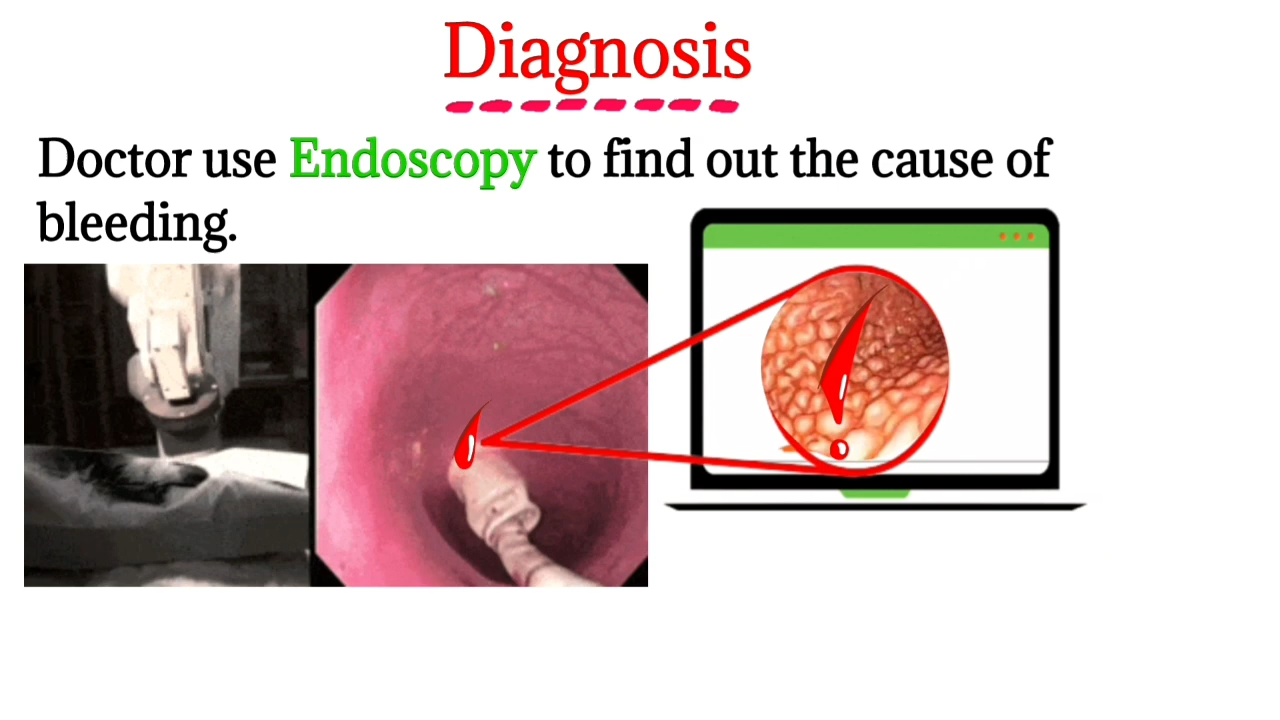 Diagnosis
Doctor use Endoscopy to find out the cause of
bleeding.